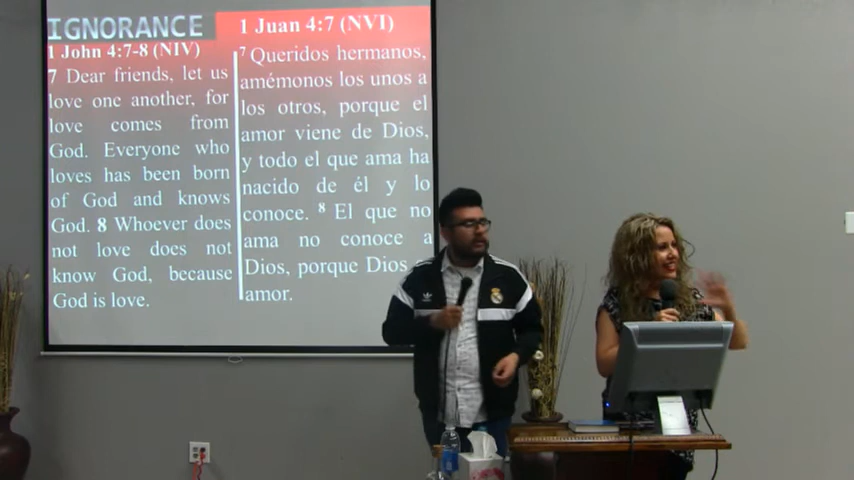 IGNORANCE
1 John 4:7-8 (NIV)
7 Dear friends, let us
love one another, for
love comes from
God. Everyone who
loves has been born
of God and knows
God. 8 Whoever does
not love does not
know God, because
God is love.
1 Juan 4:7 (NVI)
7 Queridos hermanos,
amémonos los unos a
los otros, porque el
amor viene de Dios,
y todo el que ama ha
nacido de él y lo
conoce. 8 El que no
ama no conoce a
Dios, porque Dios
amor.